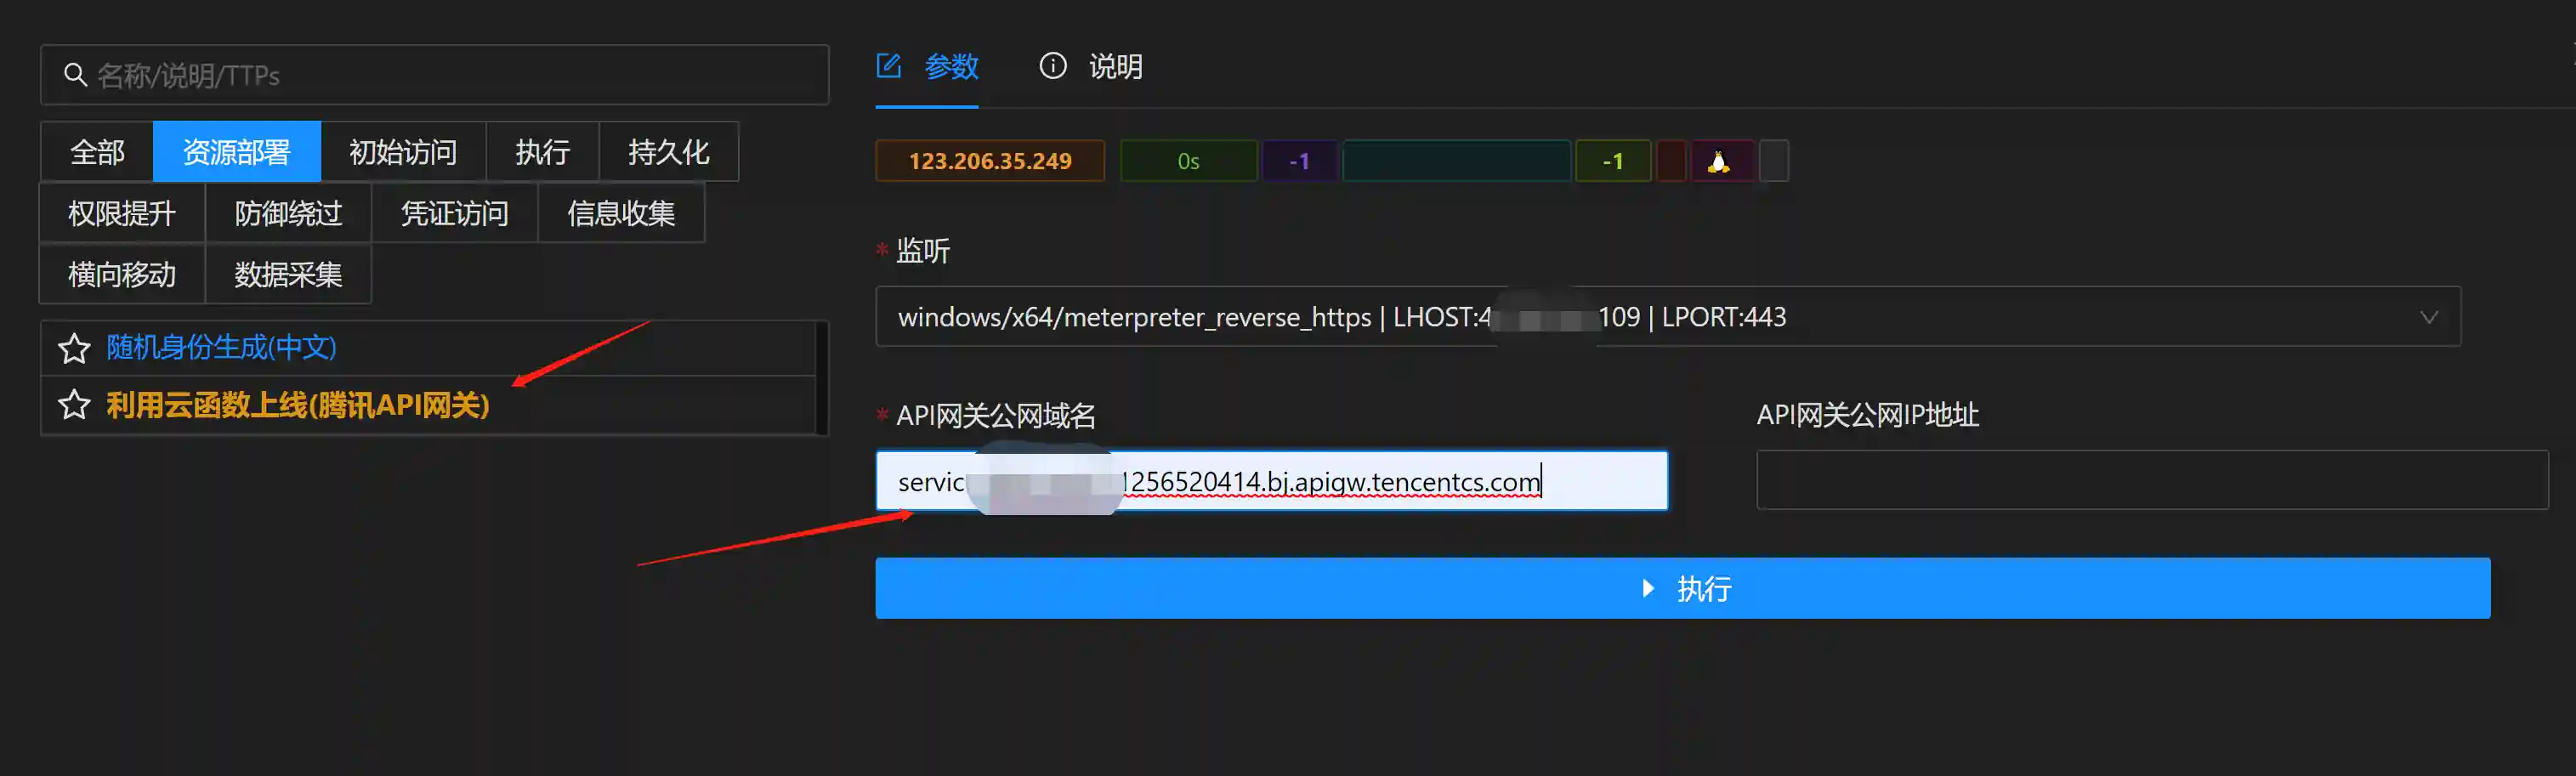 名称/说明/TTPs
全部 资源部署 初始访问 执行 持久化
权限提升 防御绕过 凭证访问 信息收集
横向移动 数据采集
随机身份生成(中文)
利用云函数上线(腾讯API网关)
参数 说明
123.206.35.249 0s -1 -1
* 监听
windows/x64/meterpreter_reverse_https | LHOST:4 109 | LPORT:443
* API网关公网域名 API网关公网IP地址
servic 1256520414.bj.apigw.tencentcs.com
执行